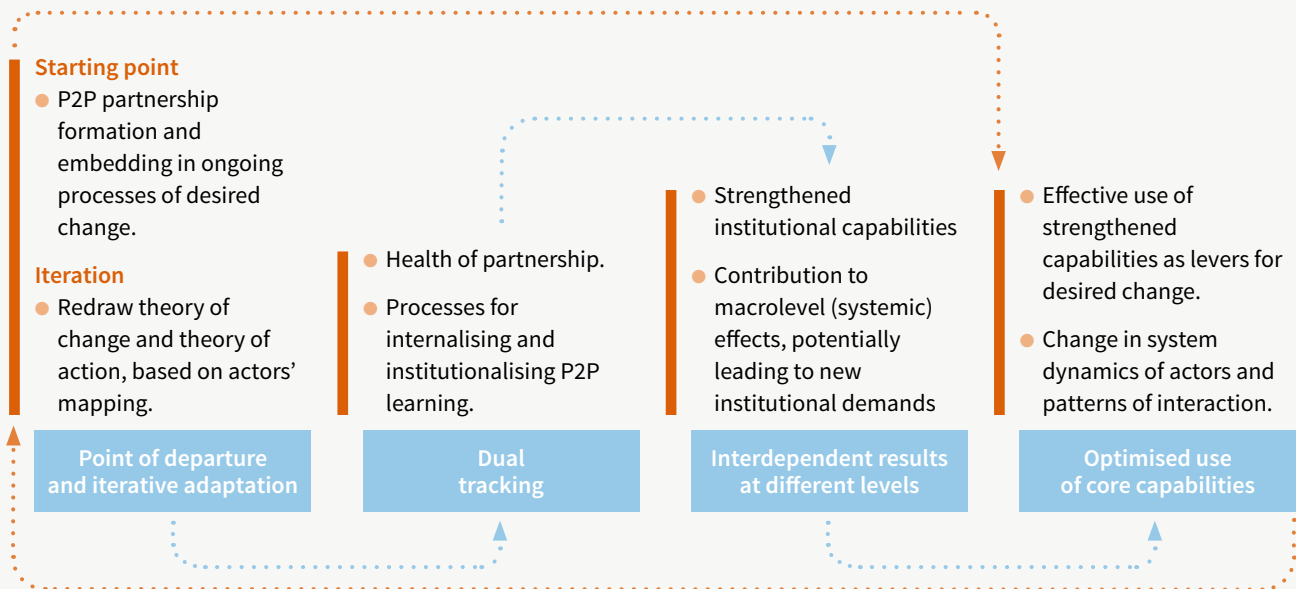 Starting point
P2P partnership
formation and
embedding in ongoing
processes of desired
change.
Iteration
Redraw theory of
change and theory of
action, based on actors’
mapping.
Point of departure
and iterative adaptation
Health of partnership.
Processes for
internalising and
institutionalising P2P
learning.
Dual
tracking
Strengthened
institutional capabilities
Contribution to
macrolevel (systemic)
effects, potentially
leading to new
institutional demands
Interdependent results
at different levels
Effective use of
strengthened
capabilities as levers for
desired change.
Change in system
dynamics of actors and
patterns of interaction.
Optimised use
of core capabilities